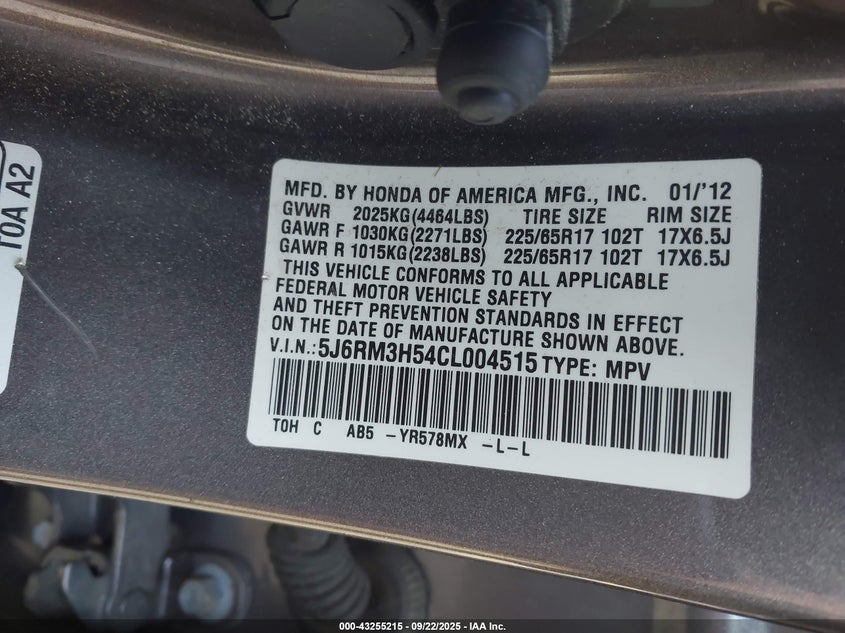 MFD. BY HONDA OF AMERICA MFG., INC. 01/'12
GVWR 2025KG(4464LBS) TIRE SIZE RIM SIZE
GAWR F 1030KG(2271LBS) 225/65R17 102T 17X6.5J
GAWR R 1015KG(2238LBS) 225/65R17 102T 17X6.5J
THIS VEHICLE CONFORMS TO ALL APPLICABLE
FEDERAL MOTOR VEHICLE SAFETY
AND THEFT PREVENTION STANDARDS IN EFFECT
ON THE DATE OF MANUFACTURE SHOWN ABOVE.
V.I.N.: 5J6RM3H54CL004515 TYPE: MPV
TOH C AB5 -YR578MX -L-L
T0A A2
000-43255215 - 09/22/2025 - IAA Inc.